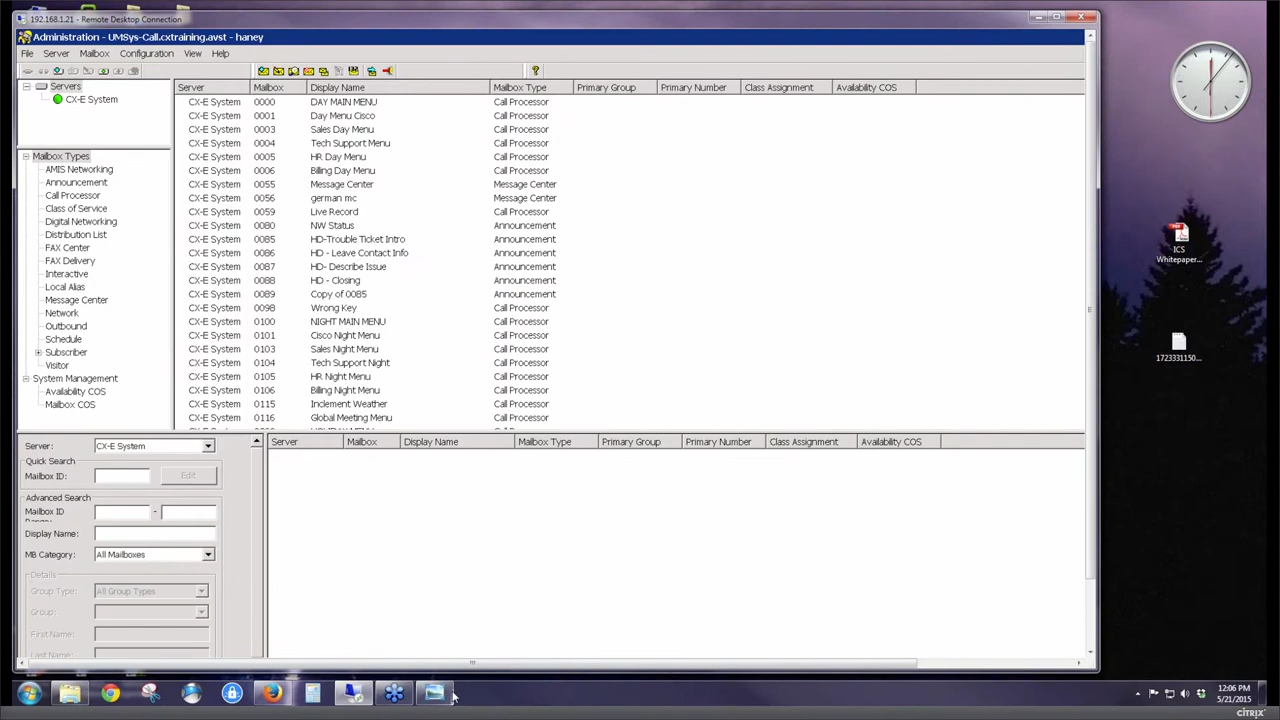 192.168.1.21 - Remote Desktop Connection
Administration - UMSys-Call.cxtraining.avst - haney
File Server Mailbox Configuration View Help
Servers
CX-E System
Mailbox Types
AMIS Networking
Announcement
Call Processor
Class of Service
Digital Networking
Distribution List
FAX Center
FAX Delivery
Interactive
Local Alias
Message Center
Network
Outbound
Schedule
Subscriber
Visitor
System Management
Availability COS
Mailbox COS
Server Mailbox Display Name Mailbox Type Primary Group Primary Number Class Assignment Availability COS
CX-E System 0000 DAY MAIN MENU Call Processor
CX-E System 0001 Day Menu Cisco Call Processor
CX-E System 0003 Sales Day Menu Call Processor
CX-E System 0004 Tech Support Menu Call Processor
CX-E System 0005 HR Day Menu Call Processor
CX-E System 0006 Billing Day Menu Call Processor
CX-E System 0055 Message Center Message Center
CX-E System 0056 german mc Message Center
CX-E System 0059 Live Record Call Processor
CX-E System 0080 NW Status Announcement
CX-E System 0085 HD-Trouble Ticket Intro Announcement
CX-E System 0086 HD - Leave Contact Info Announcement
CX-E System 0087 HD- Describe Issue Announcement
CX-E System 0088 HD - Closing Announcement
CX-E System 0089 Copy of 0085 Announcement
CX-E System 0098 Wrong Key Call Processor
CX-E System 0100 NIGHT MAIN MENU Call Processor
CX-E System 0101 Cisco Night Menu Call Processor
CX-E System 0103 Sales Night Menu Call Processor
CX-E System 0104 Tech Support Night Call Processor
CX-E System 0105 HR Night Menu Call Processor
CX-E System 0106 Billing Night Menu Call Processor
CX-E System 0115 Inclement Weather Call Processor
CX-E System 0116 Global Meeting Menu Call Processor
Server: CX-E System
Quick Search
Mailbox ID: Edit
Advanced Search
Mailbox ID -
Display Name:
MB Category: All Mailboxes
Details
Group Type: All Group Types
Group:
First Name:
Last Name:
Server Mailbox Display Name Mailbox Type Primary Group Primary Number Class Assignment Availability COS
PDF
ICS
Whitepaper...
1723331150...
12:06 PM
5/21/2015
CITRIX